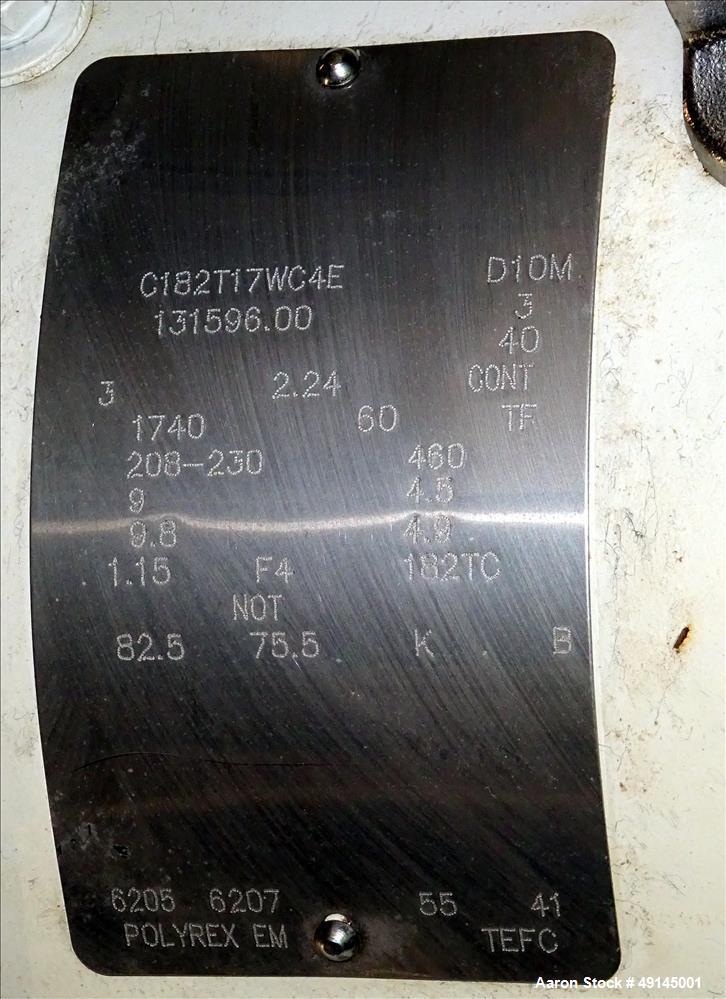 C182T17WC4E D10M
131596.00 3
40
3 2.24 CONT
1740 60 TF
208-230 460
9 4.5
9.8 4.9
1.15 F4 182TC
NOT
82.5 75.5 K B
6205 6207 55 41
POLYREX EM TEFC
Aaron Stock # 49145001